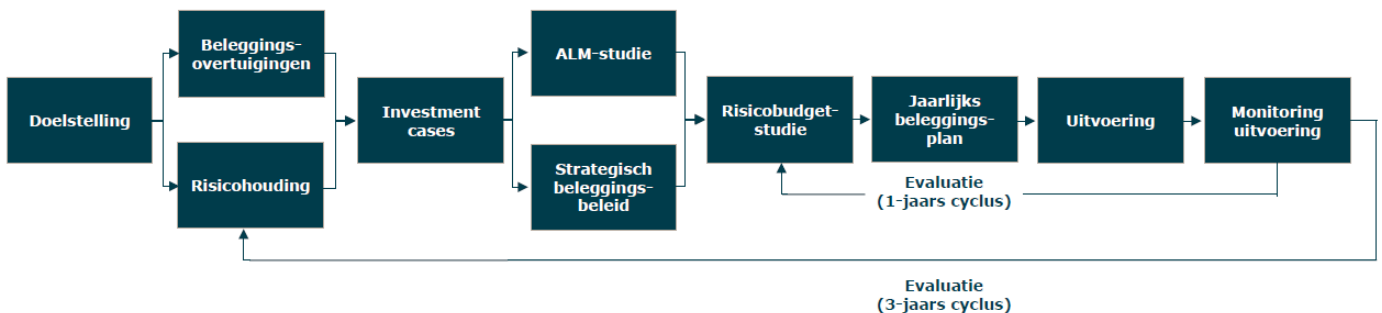 Doelstelling
Beleggings-
overtuigingen
Risicohouding
Investment
cases
ALM-studie
Strategisch
beleggings-
beleid
Risicobudget-
studie
Jaarlijks
beleggings-
plan
Uitvoering
Monitoring
uitvoering
Evaluatie
(1-jaars cyclus)
Evaluatie
(3-jaars cyclus)